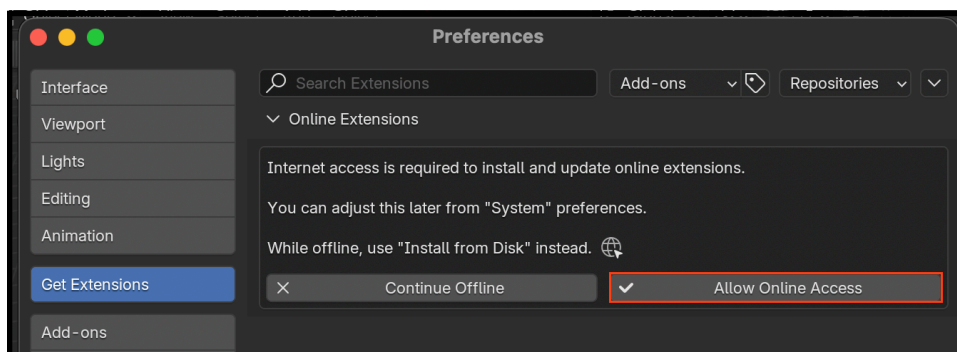 Preferences
Interface
Viewport
Lights
Editing
Animation
Get Extensions
Add-ons
Search Extensions
Add-ons
Repositories
Online Extensions
Internet access is required to install and update online extensions.
You can adjust this later from "System" preferences.
While offline, use "Install from Disk" instead.
Continue Offline
Allow Online Access